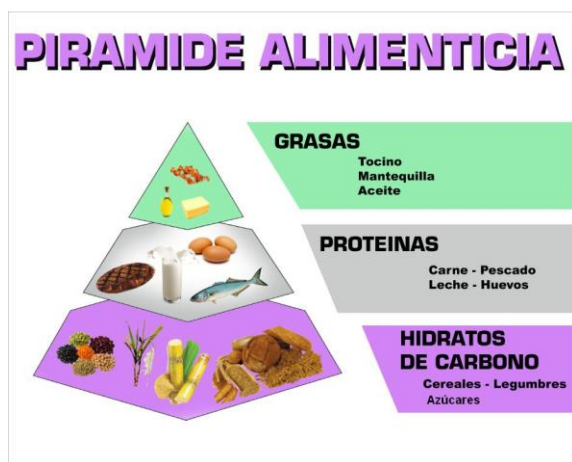 PIRAMIDE ALIMENTICIA
GRASAS
Tocino
Mantequilla
Aceite
PROTEINAS
Carne - Pescado
Leche - Huevos
HIDRATOS
DE CARBONO
Cereales - Legumbres
Azúcares